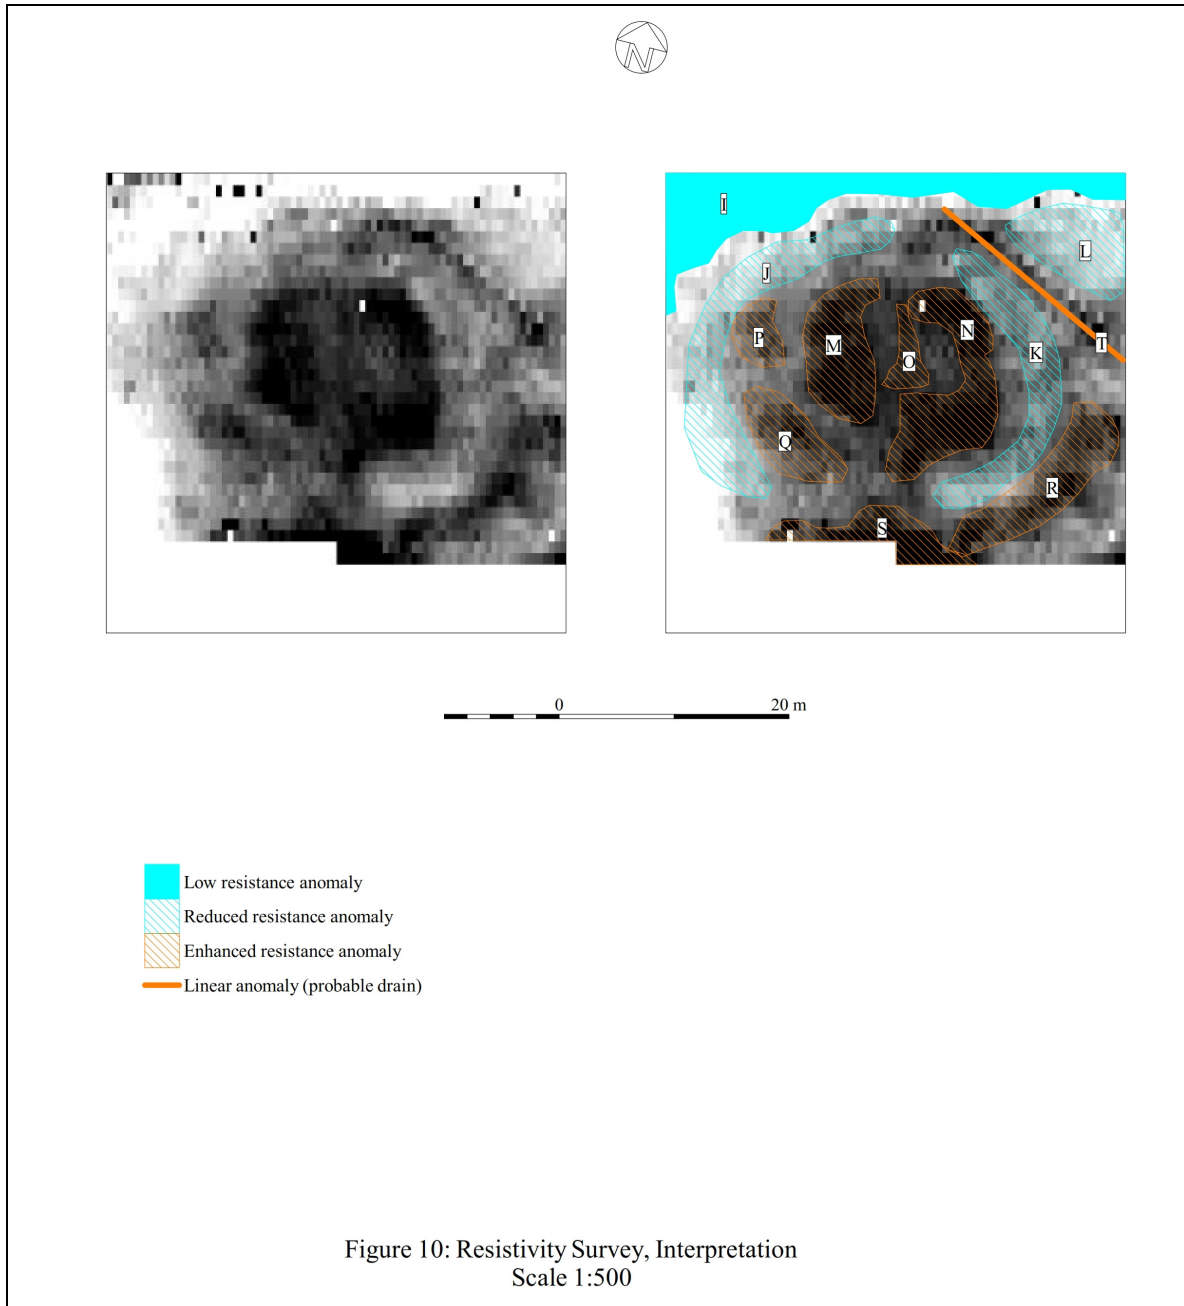 N
I
L
J
P
M
N
O
K
T
Q
R
S
0 20 m
Low resistance anomaly
Reduced resistance anomaly
Enhanced resistance anomaly
Linear anomaly (probable drain)
Figure 10: Resistivity Survey, Interpretation
Scale 1:500